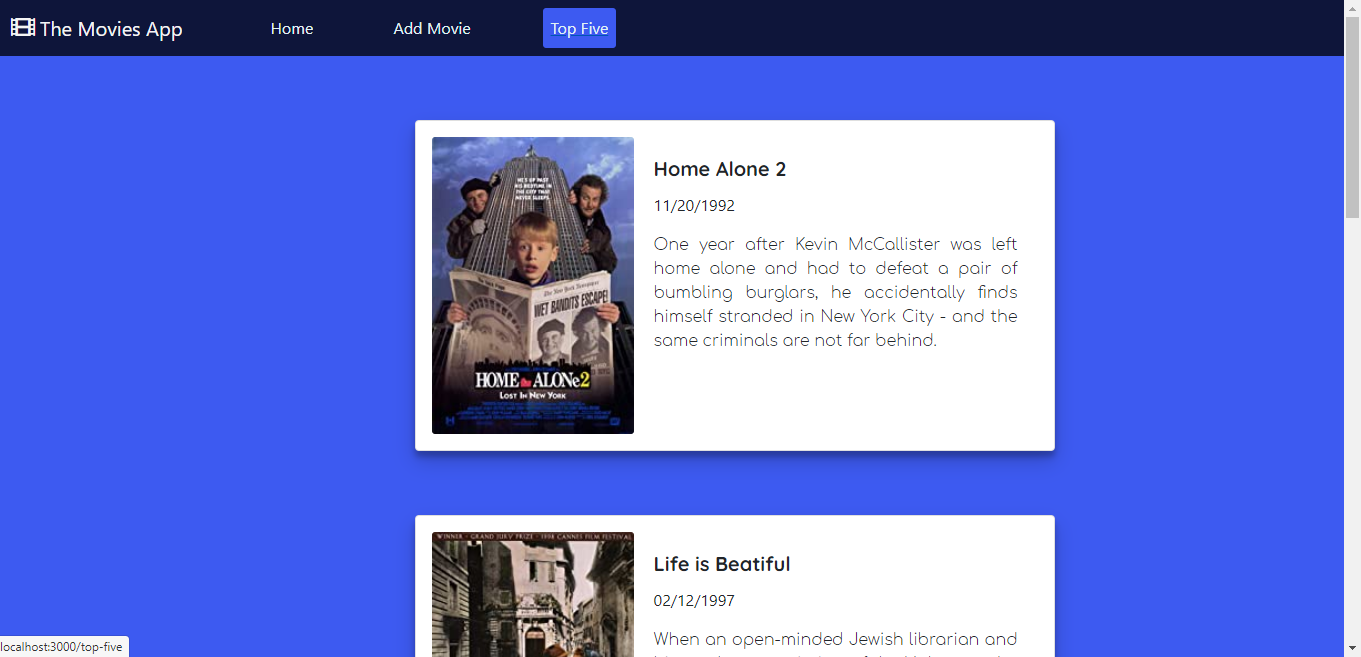 The Movies App
Home
Add Movie
Top Five
HE'S UP PAST
HIS BEDTIME IN
THE CITY THAT
NEVER SLEEPS.
The New York Newspaper
WET BANDITS ESCAPE!
HOME ALONe2
LOST IN NEW YORK
Home Alone 2
11/20/1992
One year after Kevin McCallister was left
home alone and had to defeat a pair of
bumbling burglars, he accidentally finds
himself stranded in New York City - and the
same criminals are not far behind.
WINNER - GRAND JURY PRIZE - 1998 CANNES FILM FESTIVAL
Life is Beatiful
02/12/1997
When an open-minded Jewish librarian and
localhost:3000/top-five